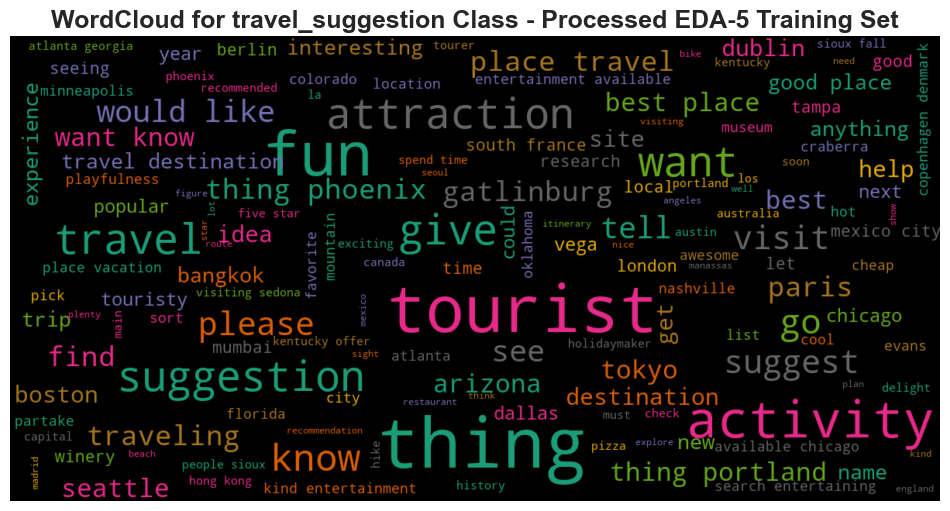 WordCloud for travel_suggestion Class - Processed EDA-5 Training Set
atlanta georgia
year
berlin
interesting
tourer
place travel
dublin
sioux fall
bike
good
seeing
phoenix
recommended
colorado
location
entertainment available
kentucky
need
good place
minneapolis
la
experience
would like
attraction
best place
tampa
copenhagen denmark
visiting
museum
anything
want know
fun
south france
site
craberra
travel destination
spend time
research
want
help
playfulness
seoul
figure
thing phoenix
gatlinburg
local
portland
los
well
soon
best
next
popular
lot
five star
mountain
could
itinerary
angeles
australia
hot
show
travel
star
idea
give
tell
austin
visit
mexico city
route
favorite
exciting
oklahoma
nice
vega
awesome
place vacation
canada
manassas
let
cheap
bangkok
time
london
pick
touristy
visiting sedona
nashville
paris
trip
plenty
main
sort
mexico
tourist
get
list
go
chicago
please
kentucky offer
cool
evans
find
mumbai
sight
atlanta
see
holidaymaker
suggest
suggestion
tokyo
plan
boston
city
arizona
restaurant
think
destination
delight
partake
florida
dallas
must
check
activity
capital
traveling
recommendation
thing
new
available chicago
winery
know
hike
pizza
explore
kind
madrid
beach
people sioux
history
thing portland
name
seattle
hong kong
kind entertainment
search entertaining
england